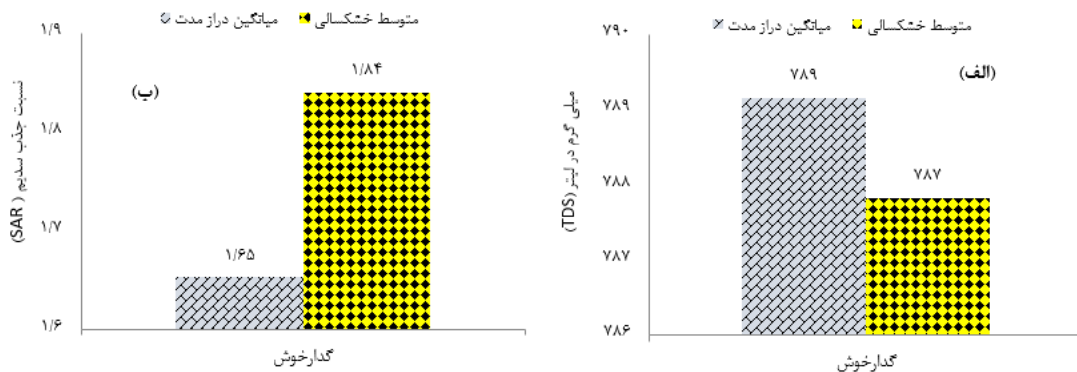 میانگین دراز مدت متوسط خشکسالی
(الف)
میلی گرم در لیتر (TDS)
۷۹۰
۷۸۹
۷۸۸
۷۸۷
۷۸۶
۷۸۹
۷۸۷
گدارخوش
میانگین دراز مدت متوسط خشکسالی
(ب)
نسبت جذب سدیم ( SAR)
۱/۹
۱/۸
۱/۷
۱/۶
۱/۶۵
۱/۸۴
گدارخوش